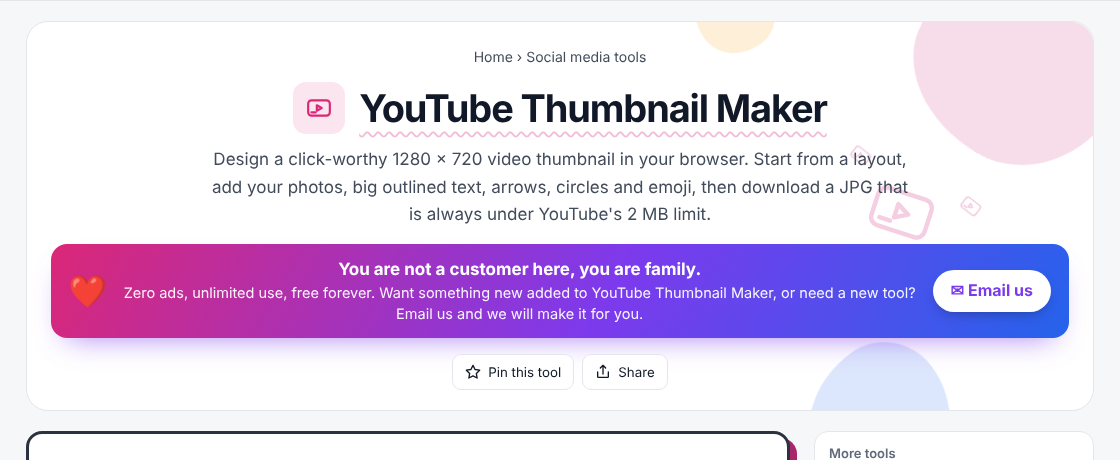 Home › Social media tools
YouTube Thumbnail Maker
Design a click-worthy 1280 × 720 video thumbnail in your browser. Start from a layout,
add your photos, big outlined text, arrows, circles and emoji, then download a JPG that
is always under YouTube's 2 MB limit.
You are not a customer here, you are family.
Zero ads, unlimited use, free forever. Want something new added to YouTube Thumbnail Maker, or need a new tool?
Email us and we will make it for you.
✉ Email us
Pin this tool
Share
More tools